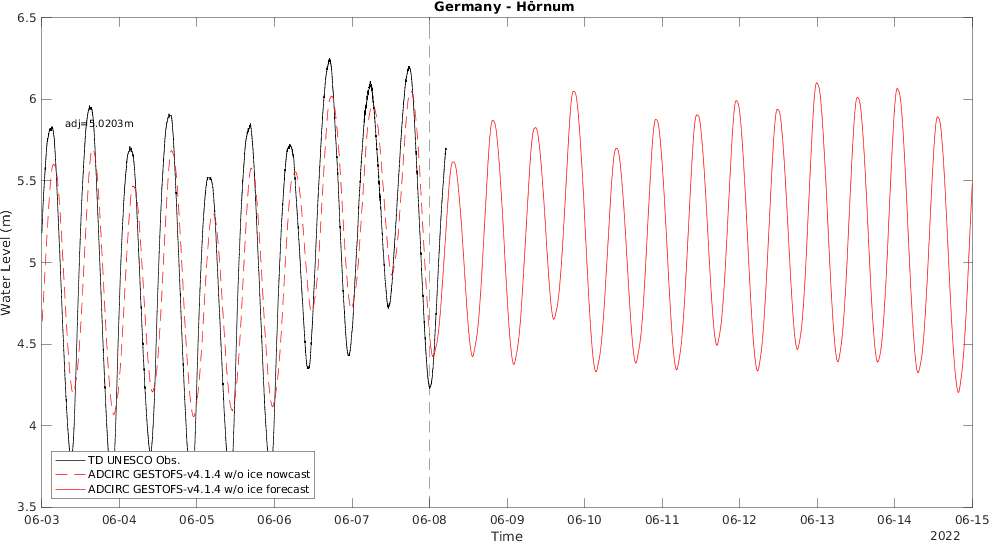 Germany - Hörnum
6.5
6
5.5
5
4.5
4
3.5
Water Level (m)
adj=5.0203m
TD UNESCO Obs.
ADCIRC GESTOFS-v4.1.4 w/o ice nowcast
ADCIRC GESTOFS-v4.1.4 w/o ice forecast
06-03 06-04 06-05 06-06 06-07 06-08 06-09 06-10 06-11 06-12 06-13 06-14 06-15
Time
2022